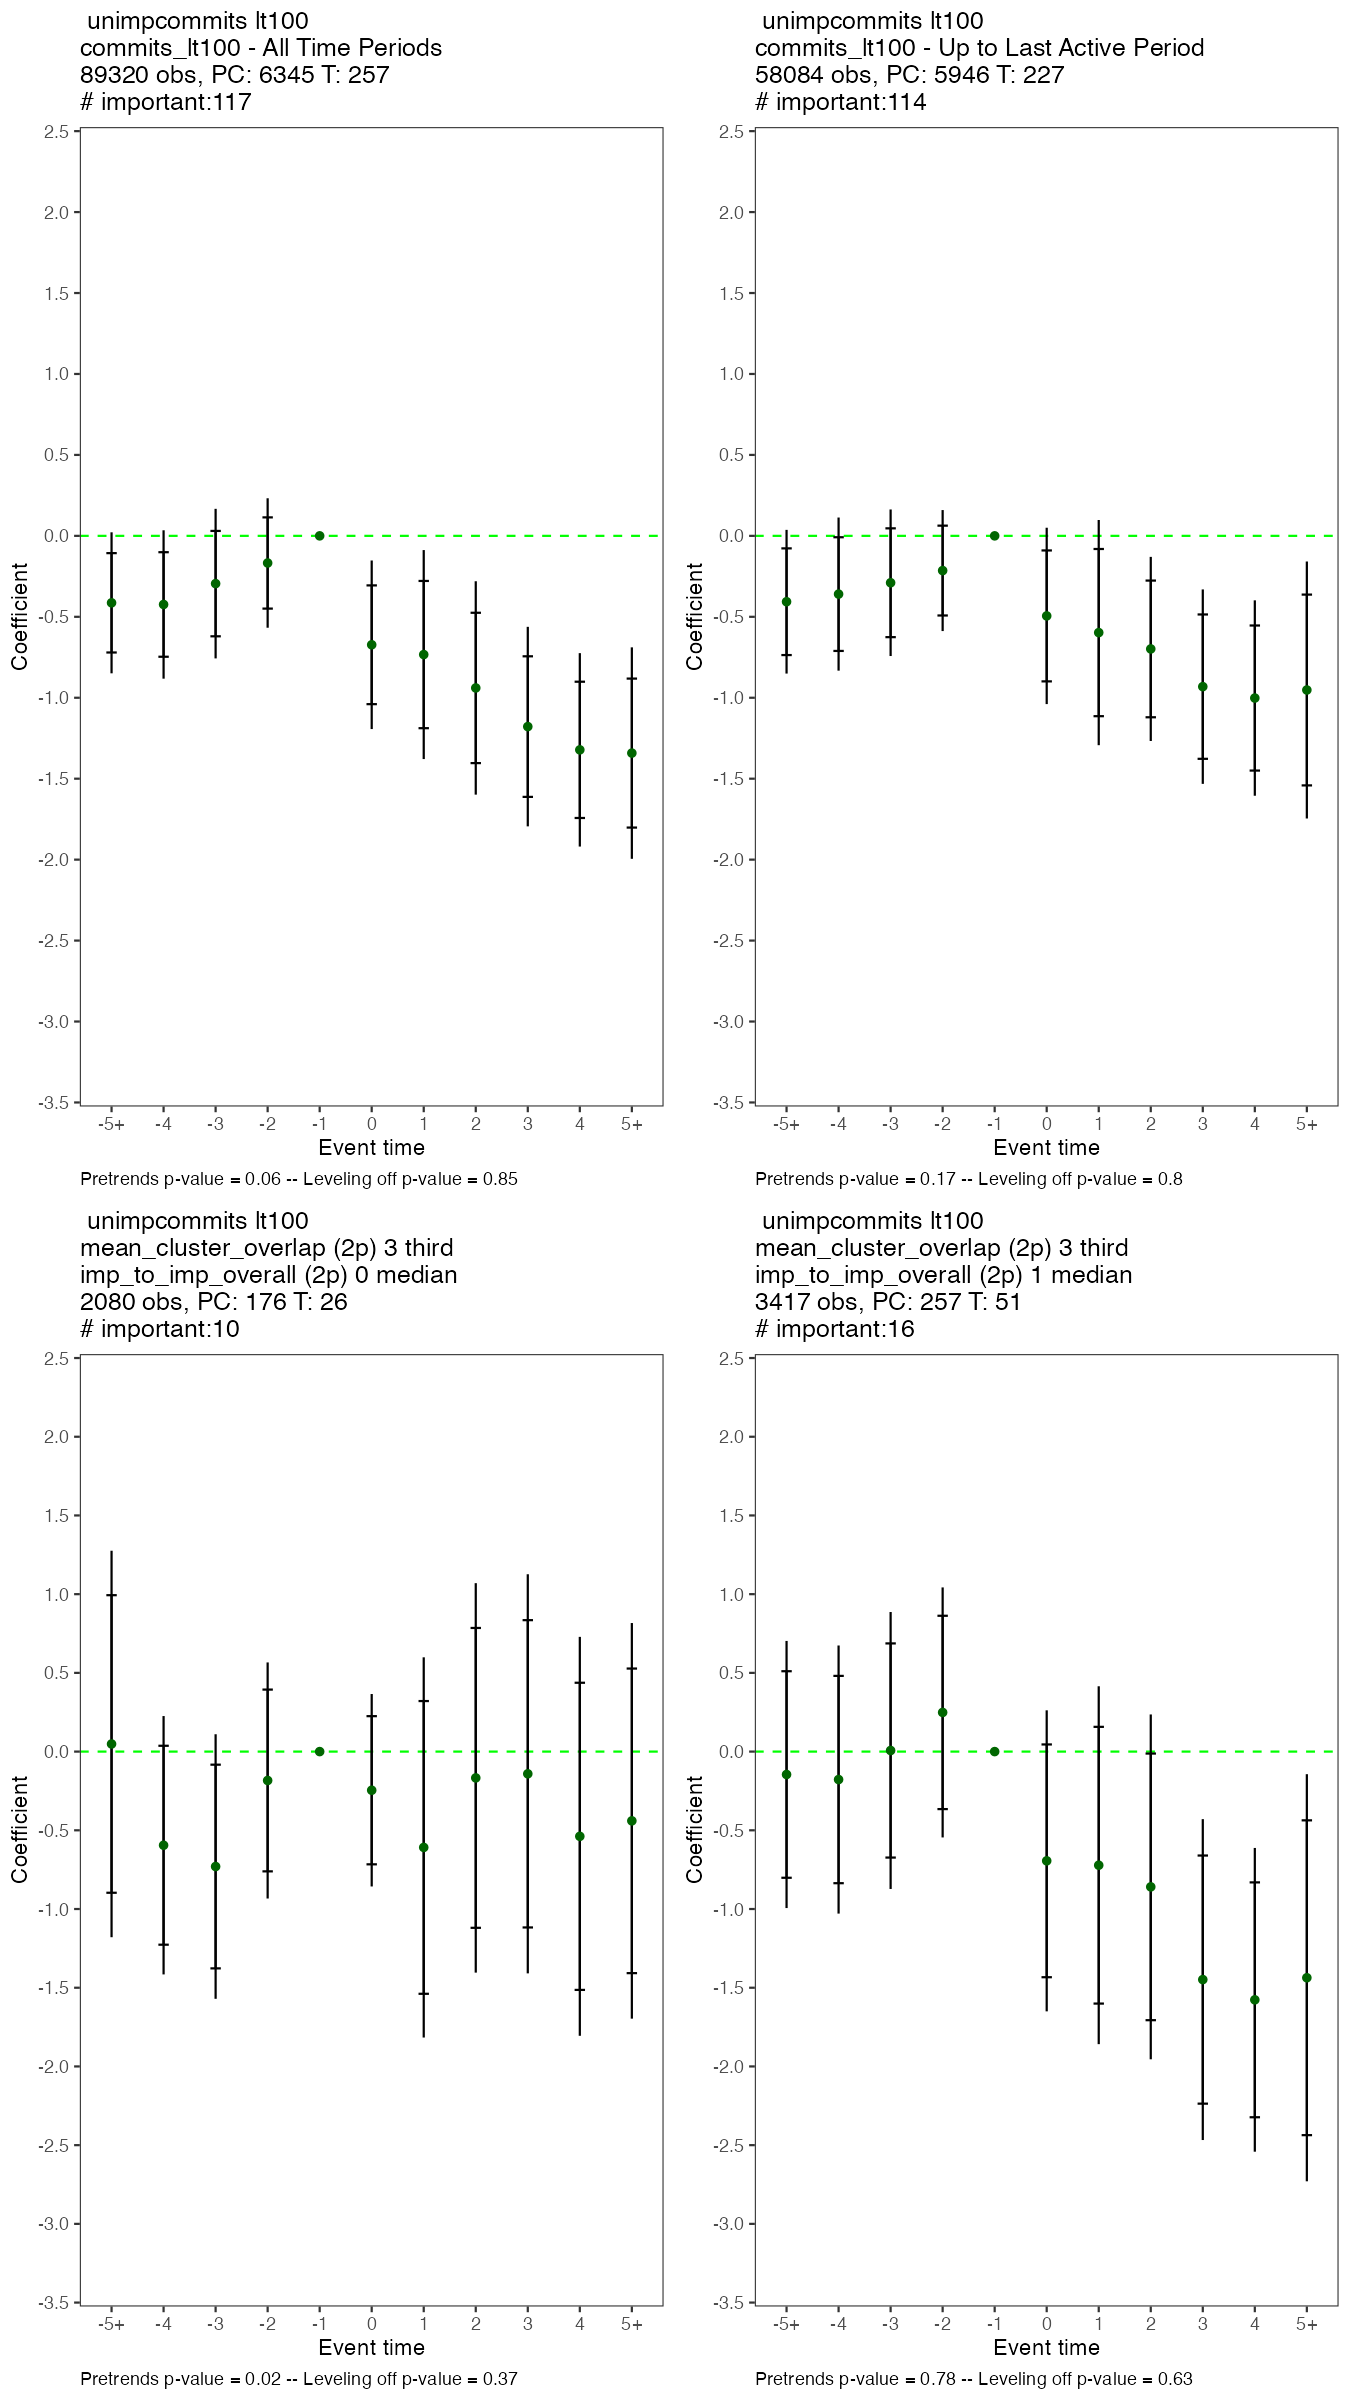 unimpcommits lt100
commits_lt100 - All Time Periods
89320 obs, PC: 6345 T: 257
# important:117
2.5
2.0
1.5
1.0
0.5
0.0
-0.5
-1.0
-1.5
-2.0
-2.5
-3.0
-3.5
Coefficient
-5+ -4 -3 -2 -1 0 1 2 3 4 5+
Event time
Pretrends p-value = 0.06 -- Leveling off p-value = 0.85
unimpcommits lt100
commits_lt100 - Up to Last Active Period
58084 obs, PC: 5946 T: 227
# important:114
2.5
2.0
1.5
1.0
0.5
0.0
-0.5
-1.0
-1.5
-2.0
-2.5
-3.0
-3.5
Coefficient
-5+ -4 -3 -2 -1 0 1 2 3 4 5+
Event time
Pretrends p-value = 0.17 -- Leveling off p-value = 0.8
unimpcommits lt100
mean_cluster_overlap (2p) 3 third
imp_to_imp_overall (2p) 0 median
2080 obs, PC: 176 T: 26
# important:10
2.5
2.0
1.5
1.0
0.5
0.0
-0.5
-1.0
-1.5
-2.0
-2.5
-3.0
-3.5
Coefficient
-5+ -4 -3 -2 -1 0 1 2 3 4 5+
Event time
Pretrends p-value = 0.02 -- Leveling off p-value = 0.37
unimpcommits lt100
mean_cluster_overlap (2p) 3 third
imp_to_imp_overall (2p) 1 median
3417 obs, PC: 257 T: 51
# important:16
2.5
2.0
1.5
1.0
0.5
0.0
-0.5
-1.0
-1.5
-2.0
-2.5
-3.0
-3.5
Coefficient
-5+ -4 -3 -2 -1 0 1 2 3 4 5+
Event time
Pretrends p-value = 0.78 -- Leveling off p-value = 0.63